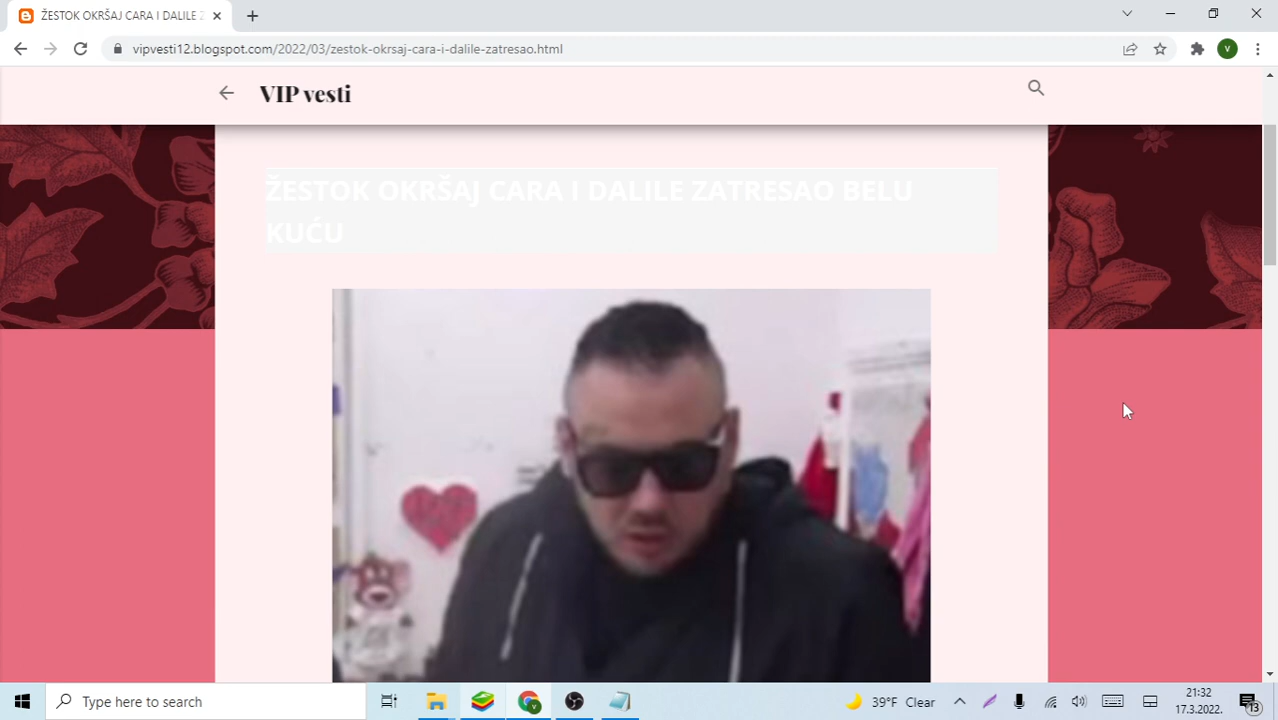 ŽESTOK OKRŠAJ CARA I DALILE Z
vipvesti12.blogspot.com/2022/03/zestok-okrsaj-cara-i-dalile-zatresao.html
V
VIP vesti
ŽESTOK OKRŠAJ CARA I DALILE ZATRESAO BELU
KUĆU
Type here to search
39°F Clear
21:32
17.3.2022.
13